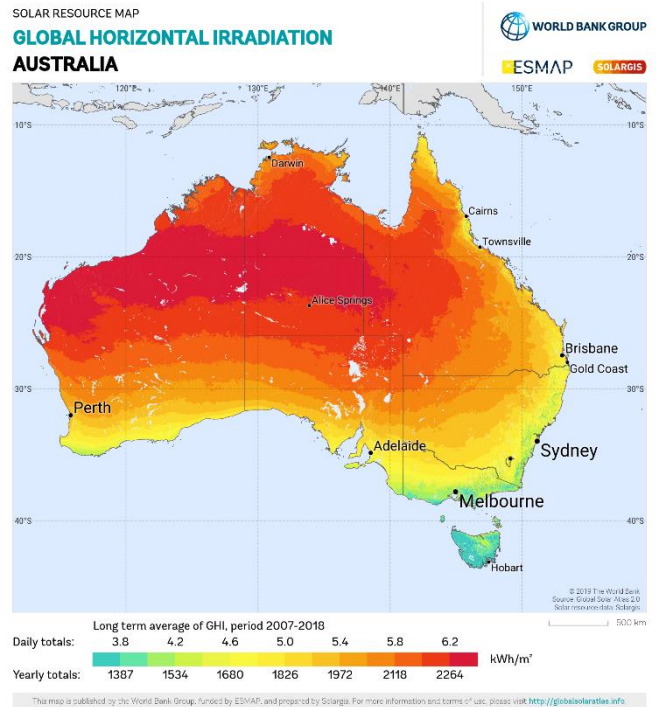 SOLAR RESOURCE MAP
GLOBAL HORIZONTAL IRRADIATION
AUSTRALIA
WORLD BANK GROUP
ESMAP
SOLARGIS
120°E 130°E 140°E 150°E
10°S 10°S
Darwin
Cairns
Townsville
20°S 20°S
Alice Springs
Brisbane
Gold Coast
30°S 30°S
Perth
Adelaide
Sydney
Melbourne
40°S 40°S
Hobart
© 2019 The World Bank
Source: Global Solar Atlas 2.0
Solar resource data: Solargis
Long term average of GHI, period 2007-2018
500 km
Daily totals: 3.8 4.2 4.6 5.0 5.4 5.8 6.2
kWh/m²
Yearly totals: 1387 1534 1680 1826 1972 2118 2264
This map is published by the World Bank Group, funded by ESMAP, and prepared by Solargis. For more information and terms of use, please visit http://globalsolaratlas.info.